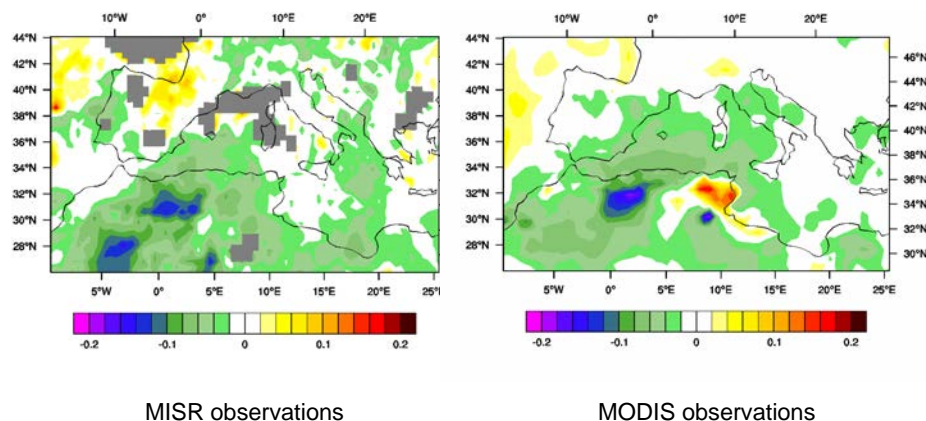 10°W 0° 10°E 20°E
10°W 0° 10°E 20°E
44°N
42°N
40°N
38°N
36°N
34°N
32°N
30°N
28°N
5°W 0° 5°E 10°E 15°E 20°E 25°E
-0.2 -0.1 0 0.1 0.2
44°N
42°N
40°N
38°N
36°N
34°N
32°N
30°N
28°N
46°N
44°N
42°N
40°N
38°N
36°N
34°N
32°N
30°N
5°W 0° 5°E 10°E 15°E 20°E 25°E
-0.2 -0.1 0 0.1 0.2
MISR observations
MODIS observations